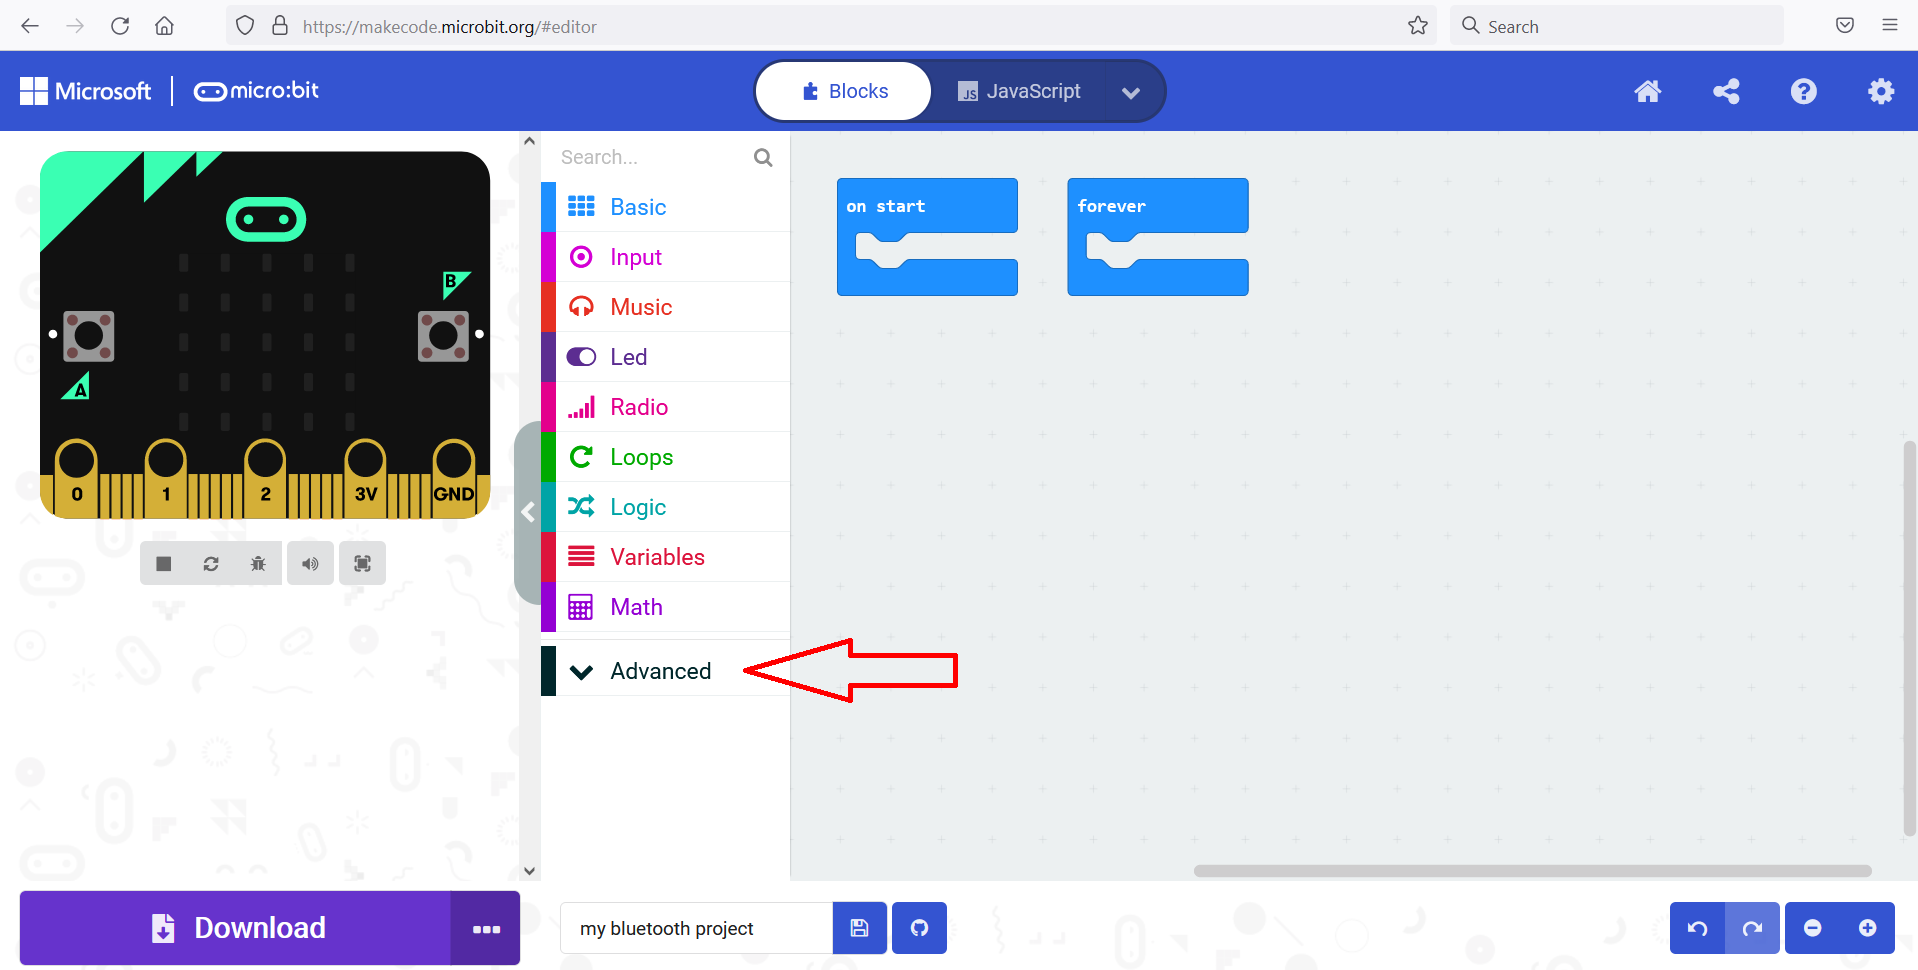 https://makecode.microbit.org/#editor
Search
Microsoft
micro:bit
Blocks
JS
JavaScript
Search...
Basic
Input
Music
Led
Radio
Loops
Logic
Variables
Math
Advanced
on start
forever
B
A
0
1
2
3V
GND
Download
my bluetooth project